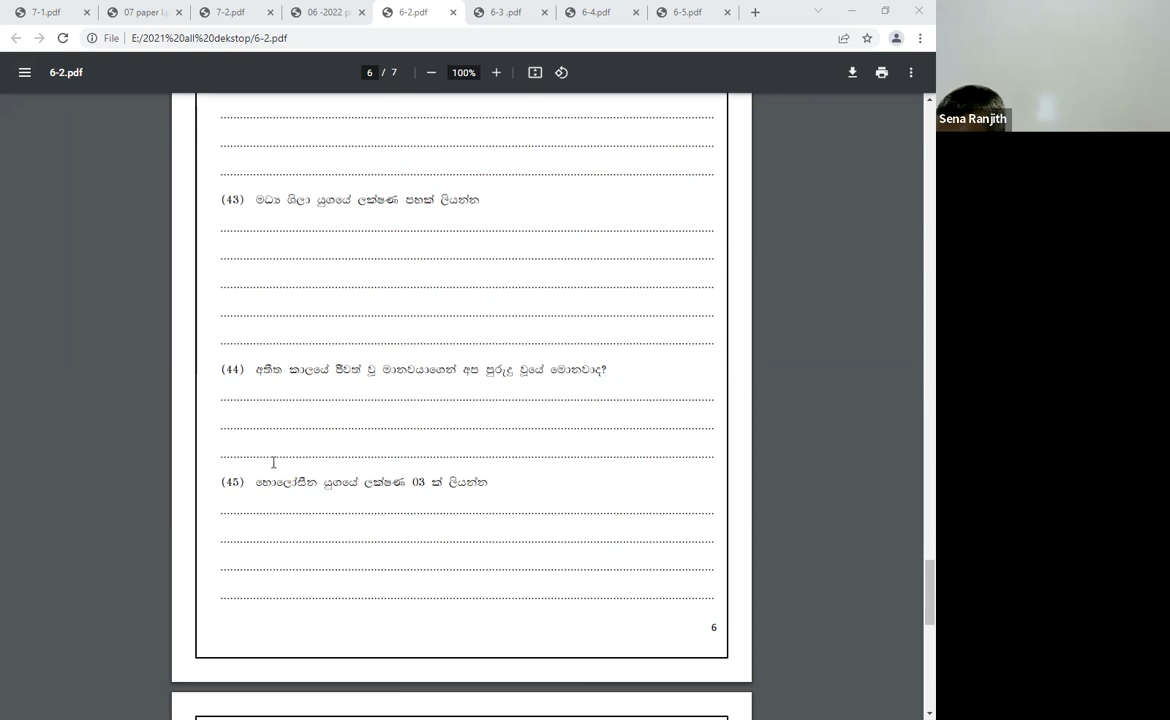 7-1.pdf
07 paper i.p
7-2.pdf
06 -2022 p
6-2.pdf
6-3 .pdf
6-4.pdf
6-5.pdf
File
E:/2021%20all%20dekstop/6-2.pdf
6-2.pdf
6 / 7
100%
Sena Ranjith
(43) මධ්‍ය ශිලා යුගයේ ලක්ෂණ පහක් ලියන්න
(44) අතීත කාලයේ ජීවත් වූ මානවයාගෙන් අප පුරුදු වූයේ මොනවාද?
(45) හොලෝසීන යුගයේ ලක්ෂණ 03 ක් ලියන්න
6